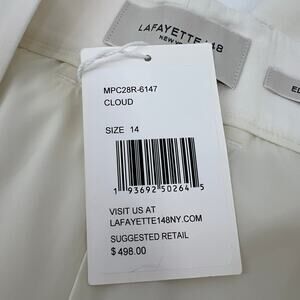 LAFAYETTE 148
NEW YORK
MPC28R-6147
CLOUD
SIZE 14
1 93692 50264 5
VISIT US AT
LAFAYETTE148NY.COM
SUGGESTED RETAIL
$ 498.00